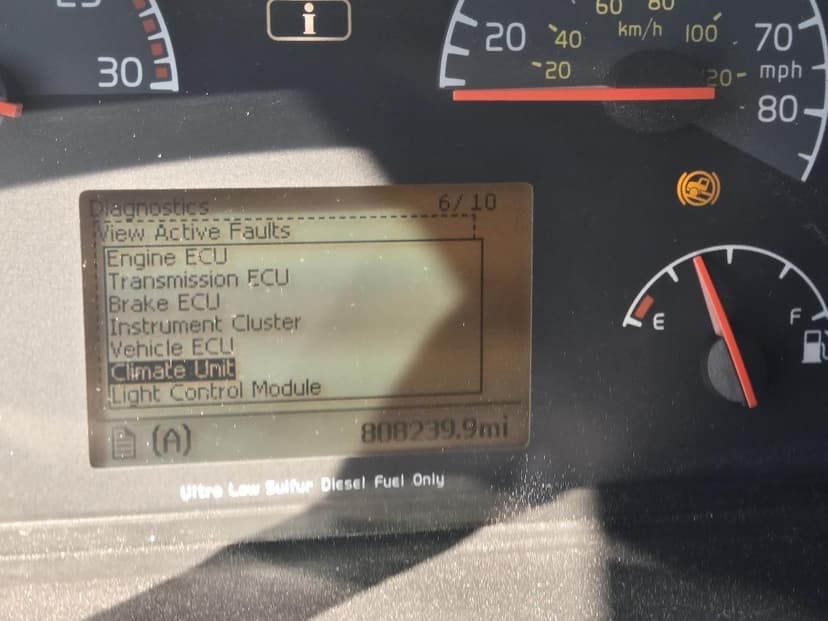 25
30
i
20
40
20
60
80
km/h
100
70
mph
80
Diagnostics 6/10
View Active Faults
Engine ECU
Transmission ECU
Brake ECU
Instrument Cluster
Vehicle ECU
Climate Unit
Light Control Module
(A) 808239.9mi
E
F
Ultra Low Sulfur Diesel Fuel Only